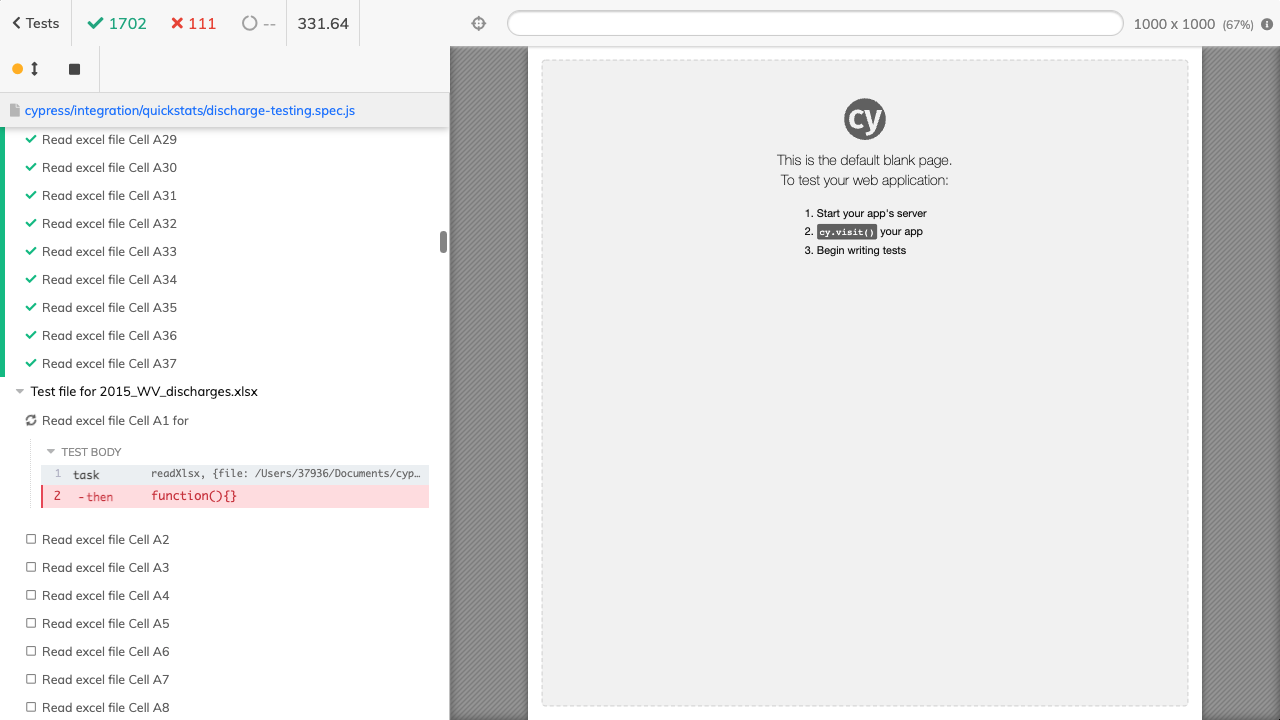 Tests
1702
111
--
331.64
1000 x 1000 (67%)
cypress/integration/quickstats/discharge-testing.spec.js
Read excel file Cell A29
Read excel file Cell A30
Read excel file Cell A31
Read excel file Cell A32
Read excel file Cell A33
Read excel file Cell A34
Read excel file Cell A35
Read excel file Cell A36
Read excel file Cell A37
Test file for 2015_WV_discharges.xlsx
Read excel file Cell A1 for
TEST BODY
1 task readXlsx, {file: /Users/37936/Documents/cyp…
2 -then function(){}
Read excel file Cell A2
Read excel file Cell A3
Read excel file Cell A4
Read excel file Cell A5
Read excel file Cell A6
Read excel file Cell A7
Read excel file Cell A8
cy
This is the default blank page.
To test your web application:
1. Start your app's server
2. cy.visit() your app
3. Begin writing tests